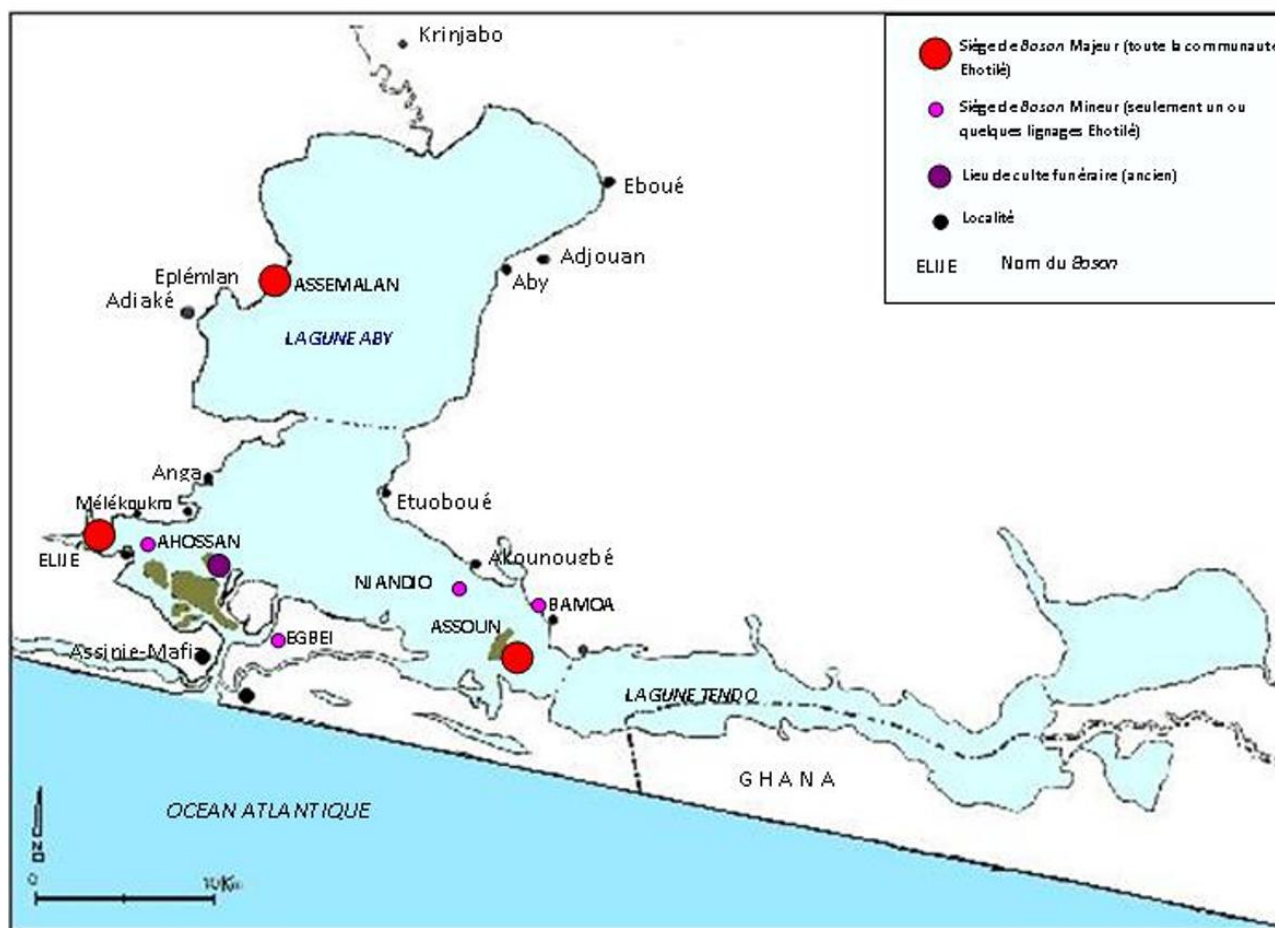 Krinjabo
Siège de Boson Majeur (toute la communauté
Ehotilé)
Siège de Boson Mineur (seulement un ou
quelques lignages Ehotilé)
Lieu de culte funéraire (ancien)
Localité
ELIJE Nom du Boson
Eboué
Adjouan
Aby
Eplémlan
ASSEMALAN
Adiaké
LAGUNE ABY
Anga
Mélékoukro
Etuoboué
AHOSSAN
ELIJE
Akounougbé
NIANDIO
BAMOA
ASSOUN
EGBEI
Assinie-Mafia
LAGUNE TENDO
GHANA
OCEAN ATLANTIQUE
N
0 10 Km